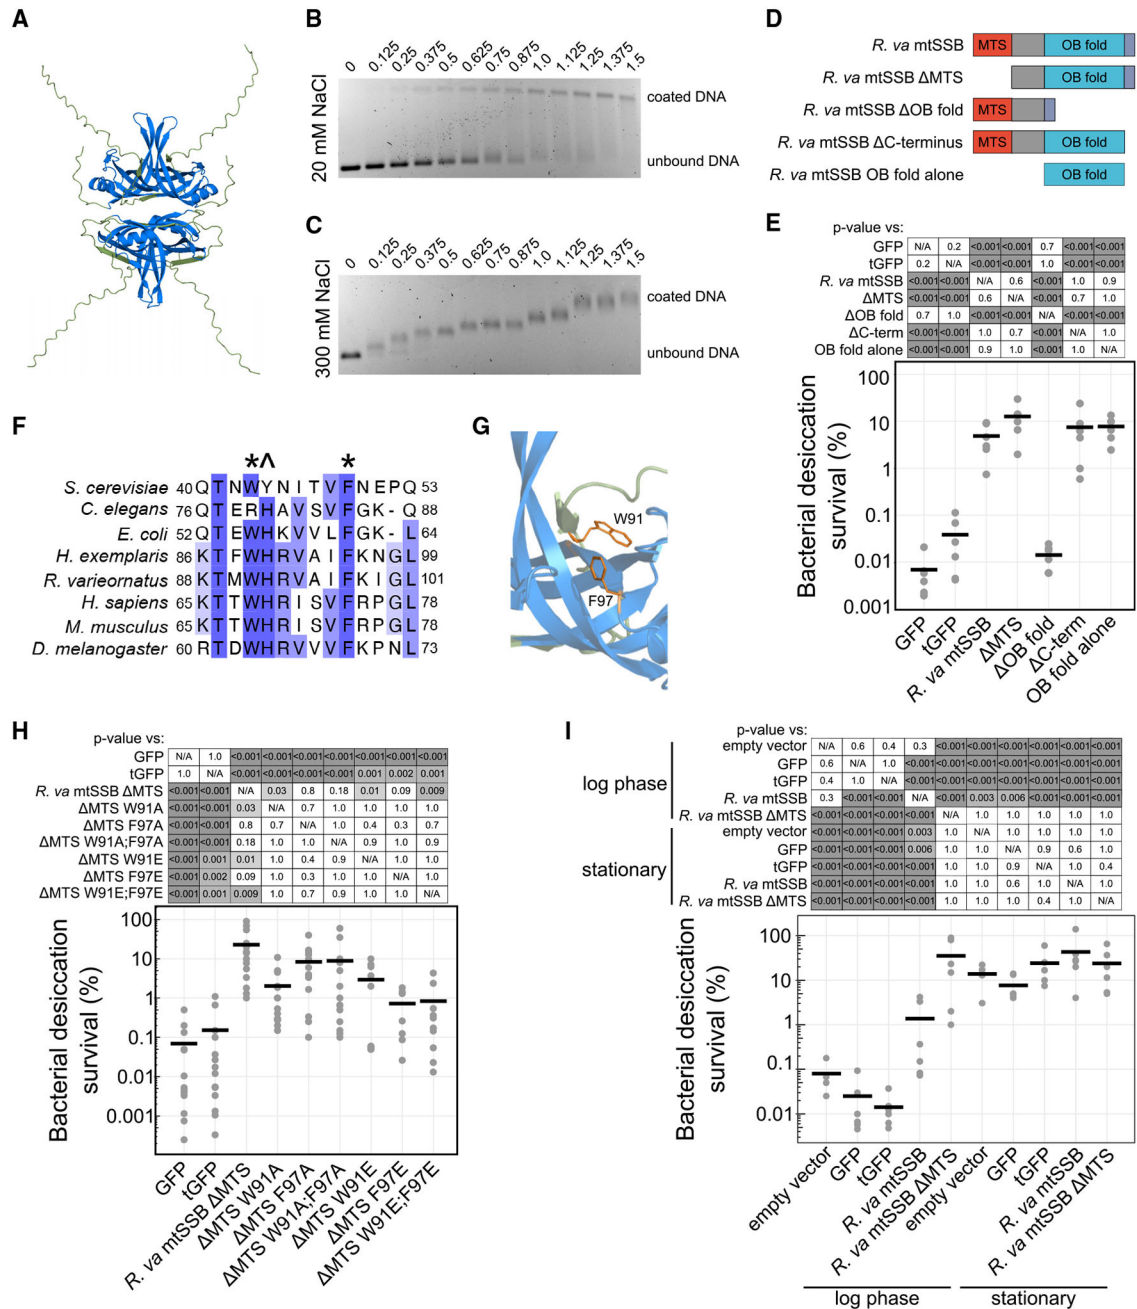 A
B
0 0.125 0.25 0.375 0.5 0.625 0.75 0.875 1.0 1.125 1.25 1.375 1.5
20 mM NaCl
coated DNA
unbound DNA
C
0 0.125 0.25 0.375 0.5 0.625 0.75 0.875 1.0 1.125 1.25 1.375 1.5
300 mM NaCl
coated DNA
unbound DNA
D
R. va mtSSB MTS OB fold
R. va mtSSB ΔMTS OB fold
R. va mtSSB ΔOB fold MTS
R. va mtSSB ΔC-terminus MTS OB fold
R. va mtSSB OB fold alone OB fold
E
p-value vs:
GFP N/A 0.2 <0.001 <0.001 0.7 <0.001 <0.001
tGFP 0.2 N/A <0.001 <0.001 1.0 <0.001 <0.001
R. va mtSSB <0.001 <0.001 N/A 0.6 <0.001 1.0 0.9
ΔMTS <0.001 <0.001 0.6 N/A <0.001 0.7 1.0
ΔOB fold 0.7 1.0 <0.001 <0.001 N/A <0.001 <0.001
ΔC-term <0.001 <0.001 1.0 0.7 <0.001 N/A 1.0
OB fold alone <0.001 <0.001 0.9 1.0 <0.001 1.0 N/A
Bacterial desiccation
survival (%)
100
10
1
0.1
0.01
0.001
GFP
tGFP
R. va mtSSB
ΔMTS
ΔOB fold
ΔC-term
OB fold alone
F
* ^ *
S. cerevisiae 40 QTNWYNITVFNEPQ 53
C. elegans 76 QTERHAVSVFGK-Q 88
E. coli 52 QTEWHKVVLFGK-L 64
H. exemplaris 86 KTFWHRVAIFKNGL 99
R. varieornatus 88 KTMWHRVAIFKIGL 101
H. sapiens 65 KTTWHRISVFRPGL 78
M. musculus 65 KTTWHRISVFRPGL 78
D. melanogaster 60 RTDWHRVVVFKPNL 73
G
W91
F97
H
p-value vs:
GFP N/A 1.0 <0.001 <0.001 <0.001 <0.001 <0.001 <0.001 <0.001
tGFP 1.0 N/A <0.001 <0.001 <0.001 <0.001 0.001 0.002 0.001
R. va mtSSB ΔMTS <0.001 <0.001 N/A 0.03 0.8 0.18 0.01 0.09 0.009
ΔMTS W91A <0.001 <0.001 0.03 N/A 0.7 1.0 1.0 1.0 1.0
ΔMTS F97A <0.001 <0.001 0.8 0.7 N/A 1.0 0.4 0.3 0.7
ΔMTS W91A;F97A <0.001 <0.001 0.18 1.0 1.0 N/A 0.9 1.0 0.9
ΔMTS W91E <0.001 0.001 0.01 1.0 0.4 0.9 N/A 1.0 1.0
ΔMTS F97E <0.001 0.002 0.09 1.0 0.3 1.0 1.0 N/A 1.0
ΔMTS W91E;F97E <0.001 0.001 0.009 1.0 0.7 0.9 1.0 1.0 N/A
Bacterial desiccation
survival (%)
100
10
1
0.1
0.01
0.001
GFP
tGFP
R. va mtSSB ΔMTS
ΔMTS W91A
ΔMTS F97A
ΔMTS W91A;F97A
ΔMTS W91E
ΔMTS F97E
ΔMTS W91E;F97E
I
p-value vs:
log phase
empty vector N/A 0.6 0.4 0.3 <0.001 <0.001 <0.001 <0.001 <0.001 <0.001
GFP 0.6 N/A 1.0 <0.001 <0.001 <0.001 <0.001 <0.001 <0.001 <0.001
tGFP 0.4 1.0 N/A <0.001 <0.001 <0.001 <0.001 <0.001 <0.001 <0.001
R. va mtSSB 0.3 <0.001 <0.001 N/A <0.001 0.003 0.006 <0.001 <0.001 <0.001
R. va mtSSB ΔMTS <0.001 <0.001 <0.001 <0.001 N/A 1.0 1.0 1.0 1.0 1.0
stationary
empty vector <0.001 <0.001 <0.001 0.003 1.0 N/A 1.0 1.0 1.0 1.0
GFP <0.001 <0.001 <0.001 0.006 1.0 1.0 N/A 0.9 0.6 1.0
tGFP <0.001 <0.001 <0.001 <0.001 1.0 1.0 0.9 N/A 1.0 0.4
R. va mtSSB <0.001 <0.001 <0.001 <0.001 1.0 1.0 0.6 1.0 N/A 1.0
R. va mtSSB ΔMTS <0.001 <0.001 <0.001 <0.001 1.0 1.0 1.0 0.4 1.0 N/A
Bacterial desiccation
survival (%)
100
10
1
0.1
0.01
empty vector
GFP
tGFP
R. va mtSSB
R. va mtSSB ΔMTS
empty vector
GFP
tGFP
R. va mtSSB
R. va mtSSB ΔMTS
log phase
stationary